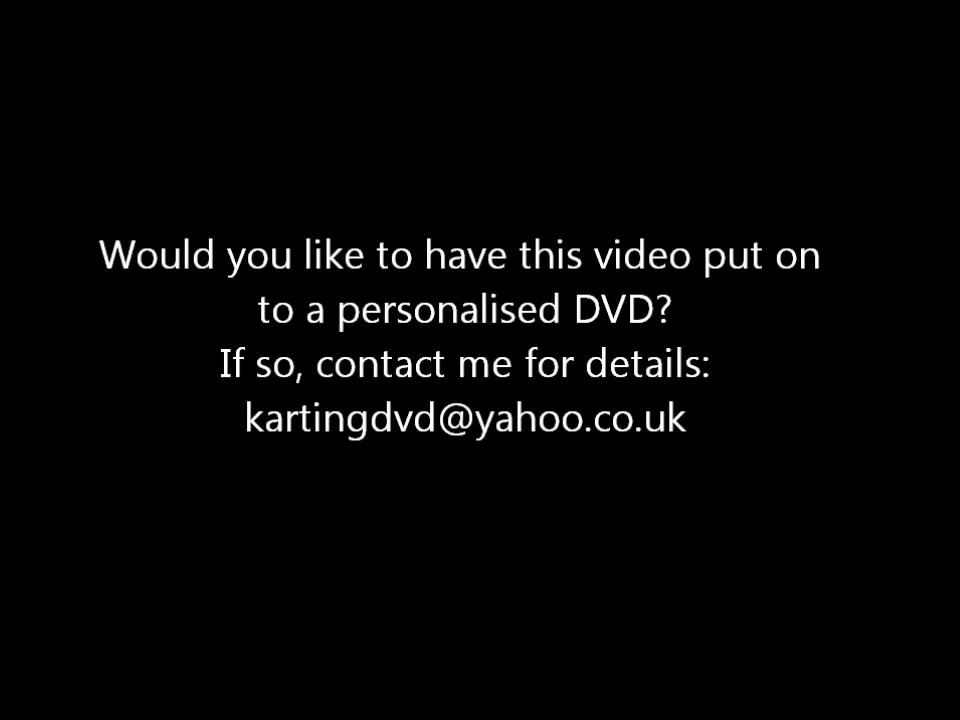 Would you like to have this video put on
to a personalised DVD?
If so, contact me for details:
kartingdvd@yahoo.co.uk